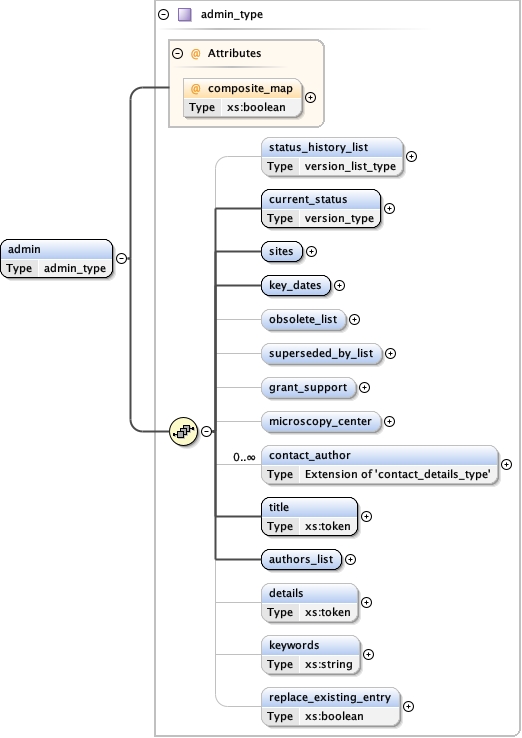 admin_type
@ Attributes
@ composite_map
Type xs:boolean
status_history_list
Type version_list_type
current_status
Type version_type
admin
Type admin_type
sites
key_dates
obsolete_list
superseded_by_list
grant_support
microscopy_center
0..∞
contact_author
Type Extension of 'contact_details_type'
title
Type xs:token
authors_list
details
Type xs:token
keywords
Type xs:string
replace_existing_entry
Type xs:boolean